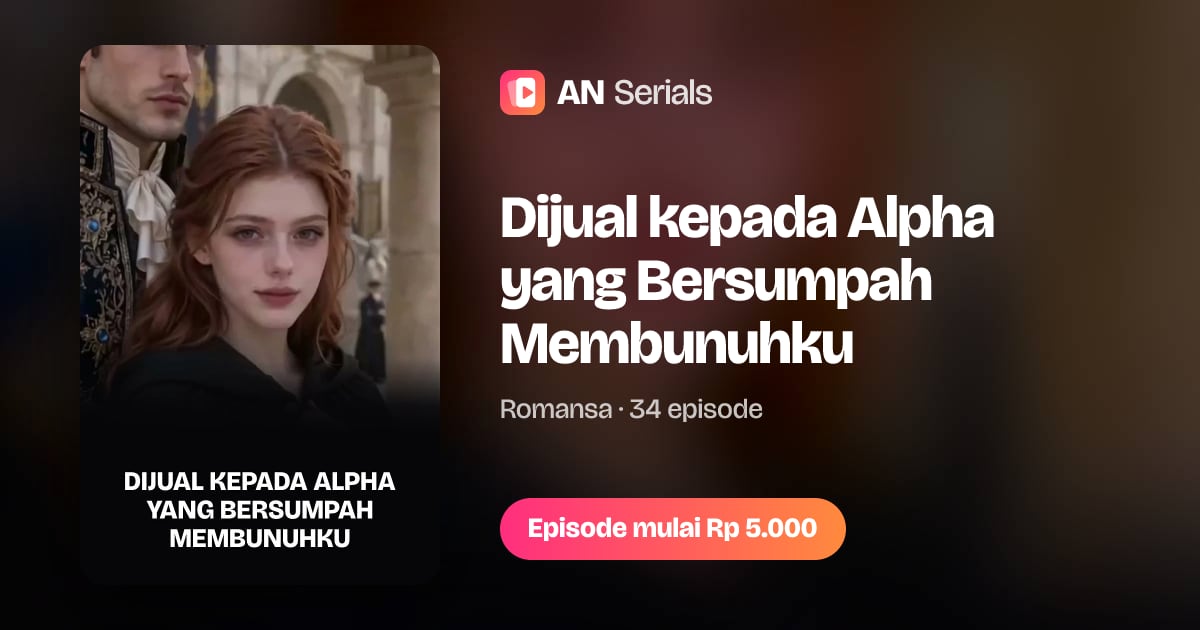 AN Serials
Dijual kepada Alpha
yang Bersumpah
Membunuhku
Romansa · 34 episode
Episode mulai Rp 5.000
DIJUAL KEPADA ALPHA
YANG BERSUMPAH
MEMBUNUHKU